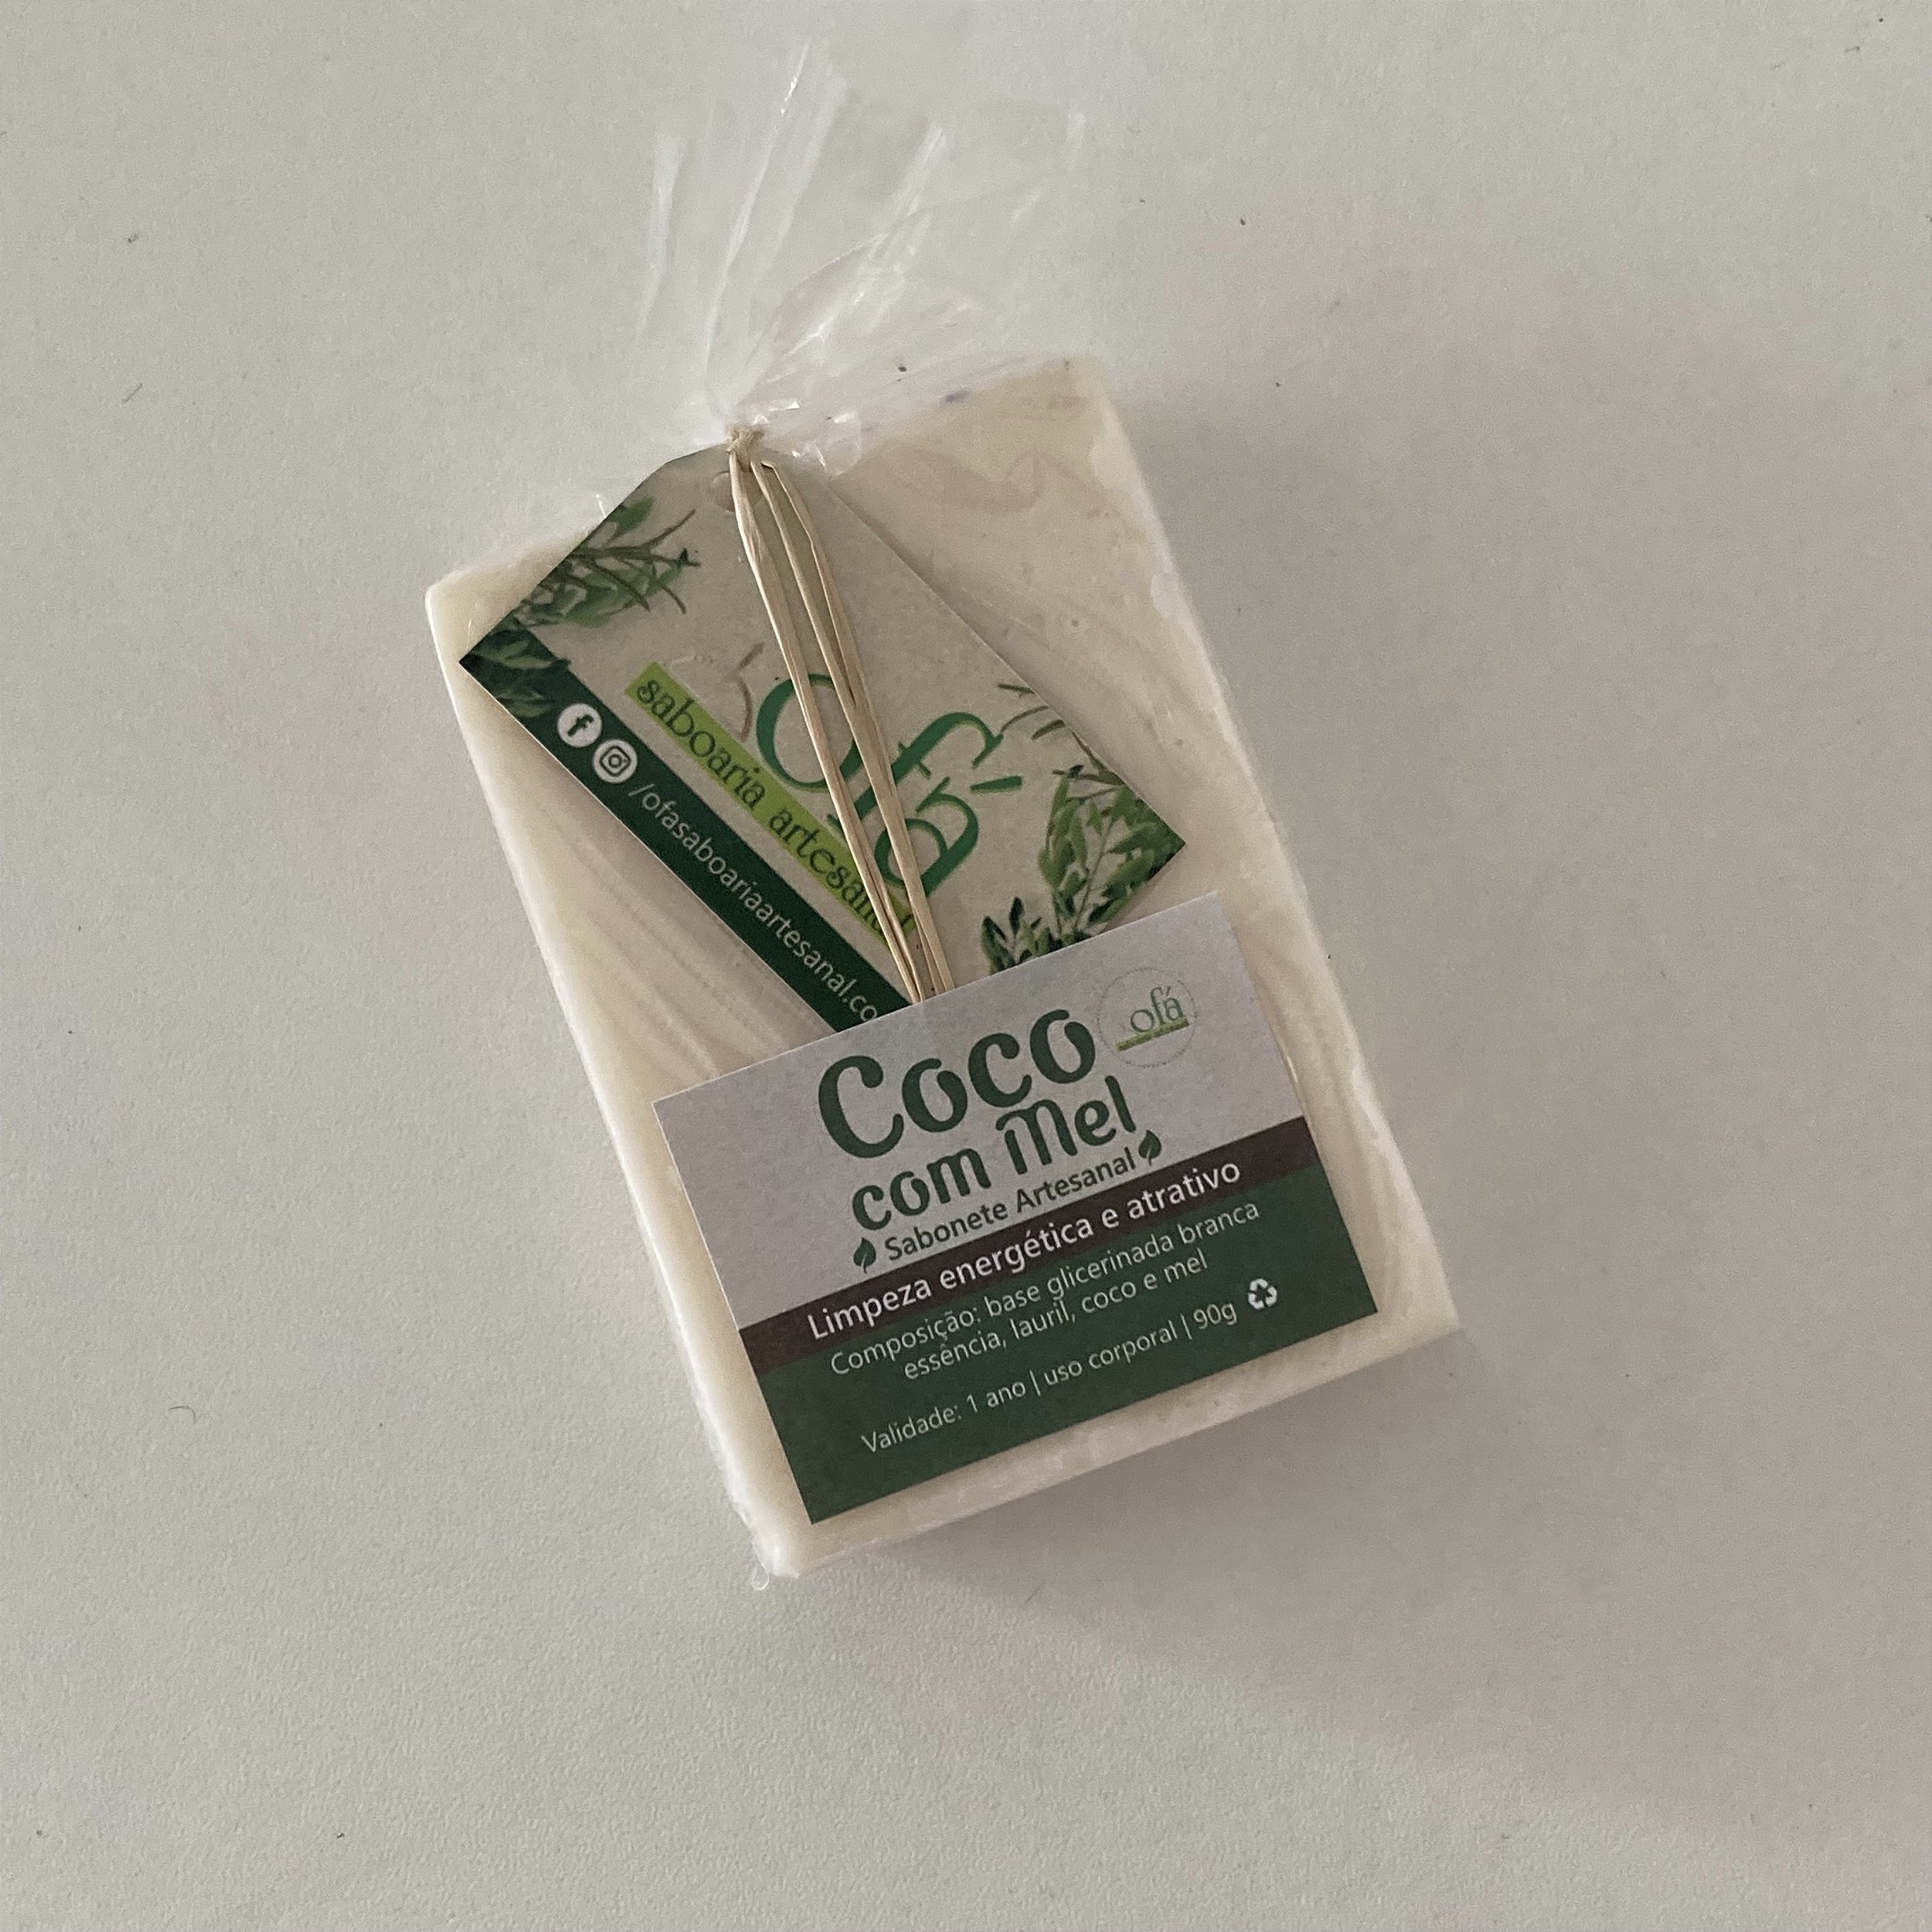 Ofá
saboaria artesanal
/ofasaboariaartesanal.co
ofá
Coco
com Mel
Sabonete Artesanal
Limpeza energética e atrativo
Composição: base glicerinada branca
essência, lauril, coco e mel
Validade: 1 ano | uso corporal | 90g